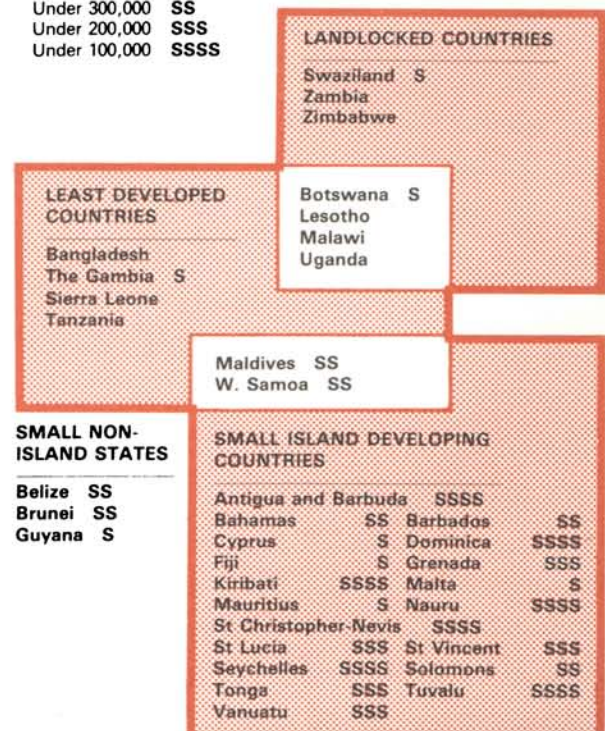 Under 300,000 SS
Under 200,000 SSS
Under 100,000 SSSS
LANDLOCKED COUNTRIES
Swaziland S
Zambia
Zimbabwe
LEAST DEVELOPED
COUNTRIES
Bangladesh
The Gambia S
Sierra Leone
Tanzania
Botswana S
Lesotho
Malawi
Uganda
Maldives SS
W. Samoa SS
SMALL NON-
ISLAND STATES
Belize SS
Brunei SS
Guyana S
SMALL ISLAND DEVELOPING
COUNTRIES
Antigua and Barbuda SSSS
Bahamas SS Barbados SS
Cyprus S Dominica SSSS
Fiji S Grenada SSS
Kiribati SSSS Malta S
Mauritius S Nauru SSSS
St Christopher-Nevis SSSS
St Lucia SSS St Vincent SSS
Seychelles SSSS Solomons SS
Tonga SSS Tuvalu SSSS
Vanuatu SSS